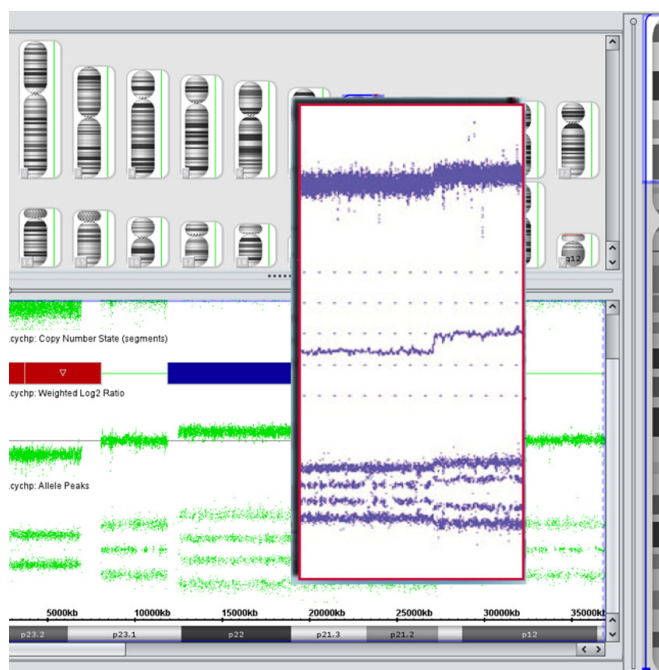 q12
.cychp: Copy Number State (segments)
.cychp: Weighted Log2 Ratio
.cychp: Allele Peaks
5000kb 10000kb 15000kb 20000kb 25000kb 30000kb 35000kb
p23.2 p23.1 p22 p21.3 p21.2 p12